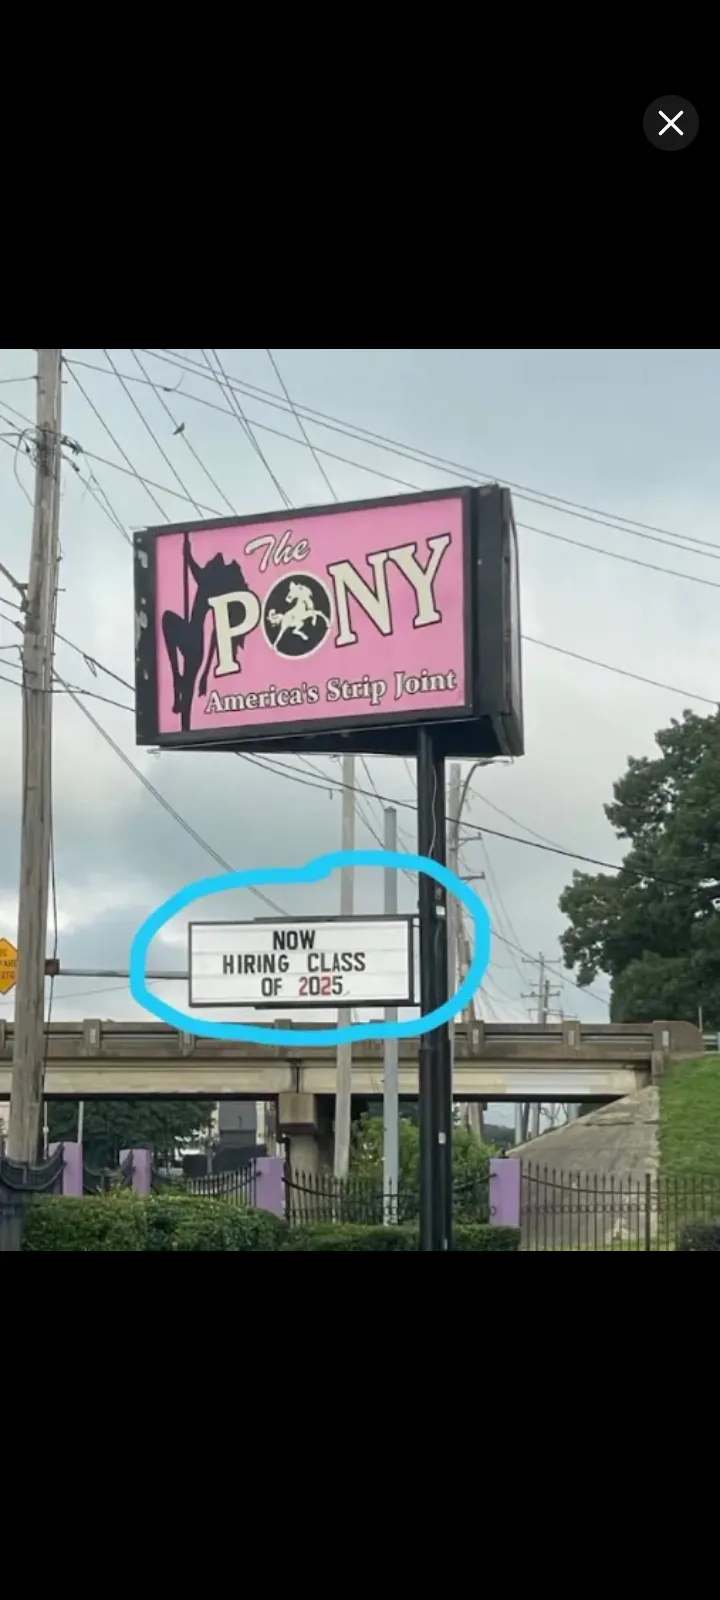 The
PONY
America's Strip Joint
NOW
HIRING CLASS
OF 2025